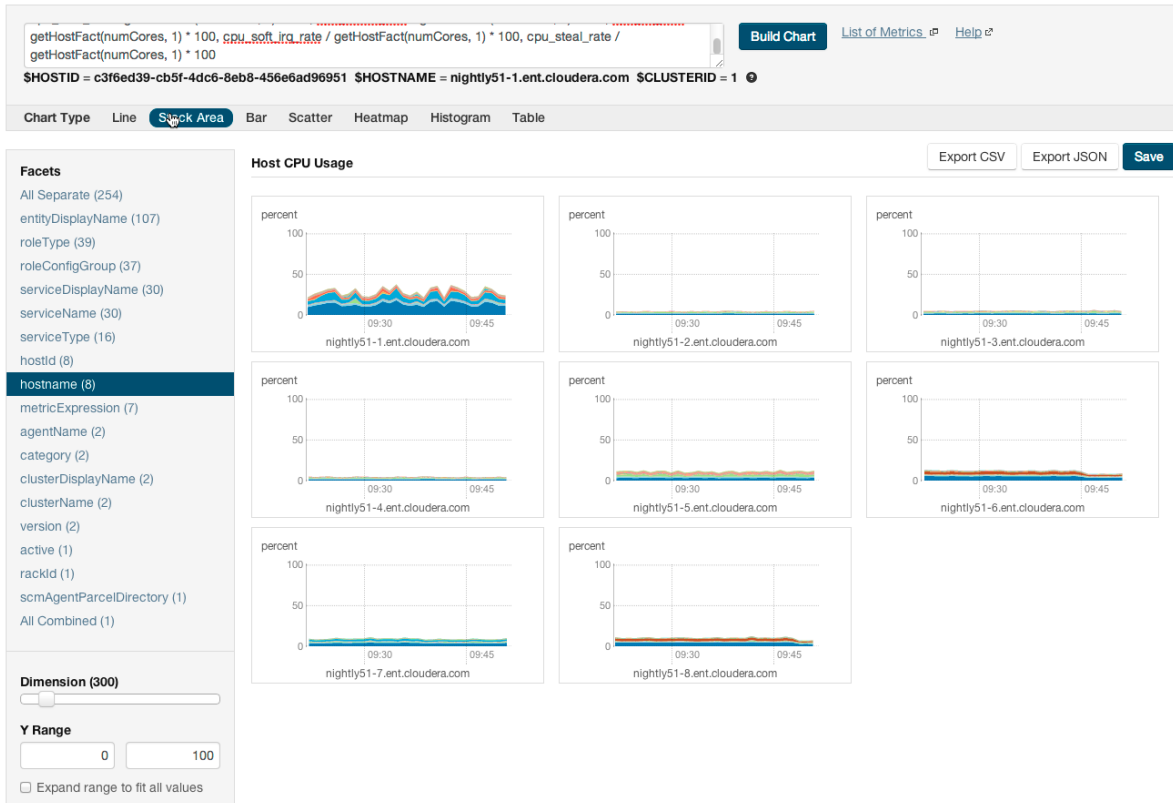 getHostFact(numCores, 1) * 100, cpu_soft_irq_rate / getHostFact(numCores, 1) * 100, cpu_steal_rate /
getHostFact(numCores, 1) * 100
Build Chart
List of Metrics
Help
$HOSTID = c3f6ed39-cb5f-4dc6-8eb8-456e6ad96951 $HOSTNAME = nightly51-1.ent.cloudera.com $CLUSTERID = 1
Chart Type Line Stack Area Bar Scatter Heatmap Histogram Table
Facets
All Separate (254)
entityDisplayName (107)
roleType (39)
roleConfigGroup (37)
serviceDisplayName (30)
serviceName (30)
serviceType (16)
hostId (8)
hostname (8)
metricExpression (7)
agentName (2)
category (2)
clusterDisplayName (2)
clusterName (2)
version (2)
active (1)
rackId (1)
scmAgentParcelDirectory (1)
All Combined (1)
Dimension (300)
Y Range
0 100
Expand range to fit all values
Host CPU Usage
Export CSV Export JSON Save
percent
100
50
0
09:30 09:45
nightly51-1.ent.cloudera.com
percent
100
50
0
09:30 09:45
nightly51-2.ent.cloudera.com
percent
100
50
0
09:30 09:45
nightly51-3.ent.cloudera.com
percent
100
50
0
09:30 09:45
nightly51-4.ent.cloudera.com
percent
100
50
0
09:30 09:45
nightly51-5.ent.cloudera.com
percent
100
50
0
09:30 09:45
nightly51-6.ent.cloudera.com
percent
100
50
0
09:30 09:45
nightly51-7.ent.cloudera.com
percent
100
50
0
09:30 09:45
nightly51-8.ent.cloudera.com